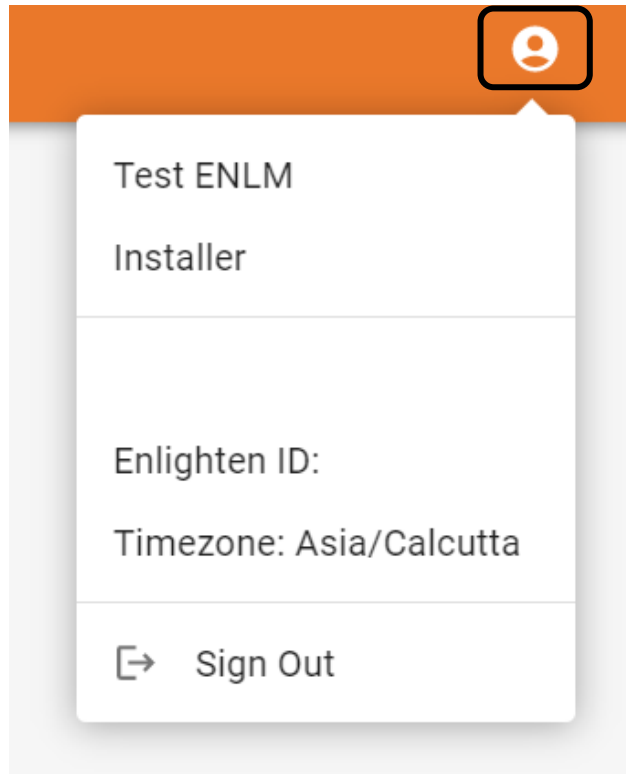 Test ENLM
Installer
Enlighten ID:
Timezone: Asia/Calcutta
Sign Out